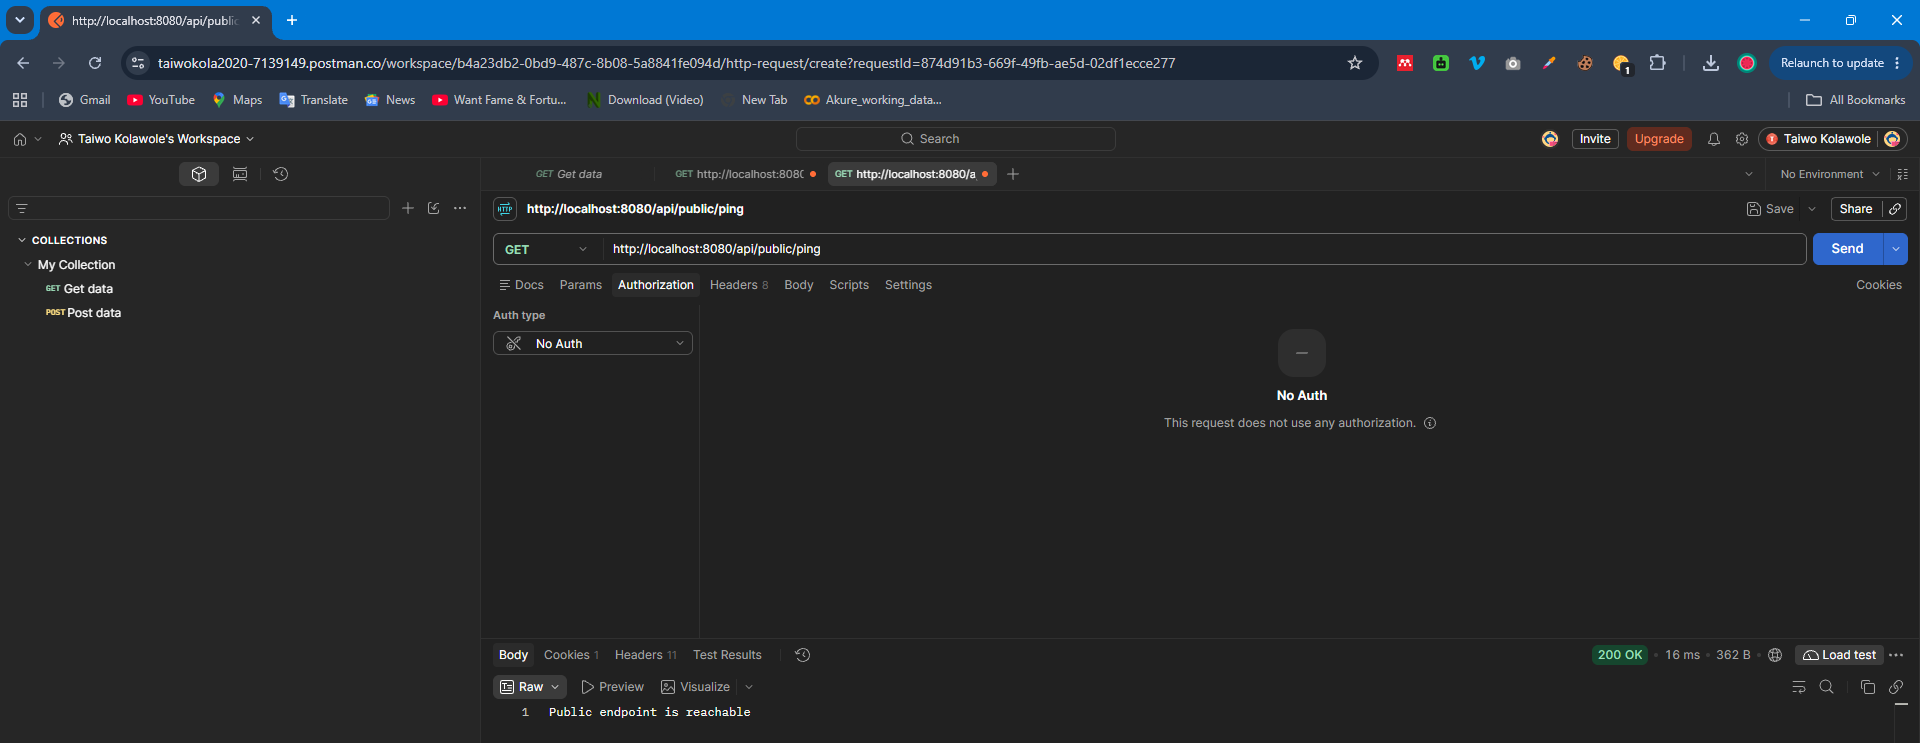 http://localhost:8080/api/public
taiwokola2020-7139149.postman.co/workspace/b4a23db2-0bd9-487c-8b08-5a8841fe094d/http-request/create?requestId=874d91b3-669f-49fb-ae5d-02df1ecce277
1
Relaunch to update
Gmail
YouTube
Maps
Translate
News
Want Fame & Fortu...
Download (Video)
New Tab
Akure_working_data...
All Bookmarks
Taiwo Kolawole's Workspace
Search
Invite
Upgrade
T
Taiwo Kolawole
GET Get data
GET http://localhost:8080
GET http://localhost:8080/a
No Environment
HTTP
http://localhost:8080/api/public/ping
Save
Share
COLLECTIONS
GET
http://localhost:8080/api/public/ping
Send
My Collection
GET Get data
POST Post data
Docs
Params
Authorization
Headers 8
Body
Scripts
Settings
Cookies
Auth type
No Auth
No Auth
This request does not use any authorization.
Body
Cookies 1
Headers 11
Test Results
200 OK
16 ms
362 B
Load test
Raw
Preview
Visualize
1 Public endpoint is reachable